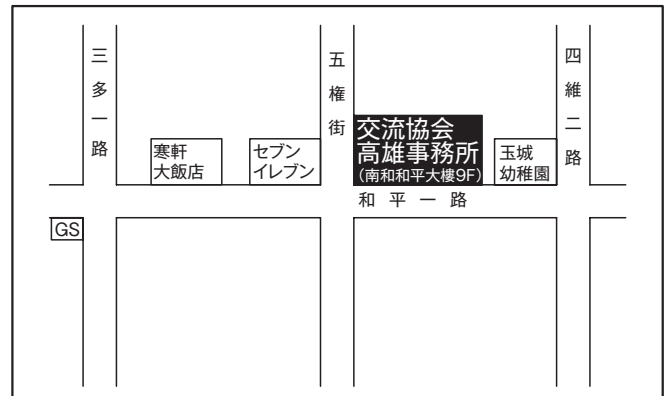 三多一路
五権街
四維二路
交流協会
高雄事務所
(南和和平大樓9F)
寒軒
大飯店
セブン
イレブン
玉城
幼稚園
和平一路
GS